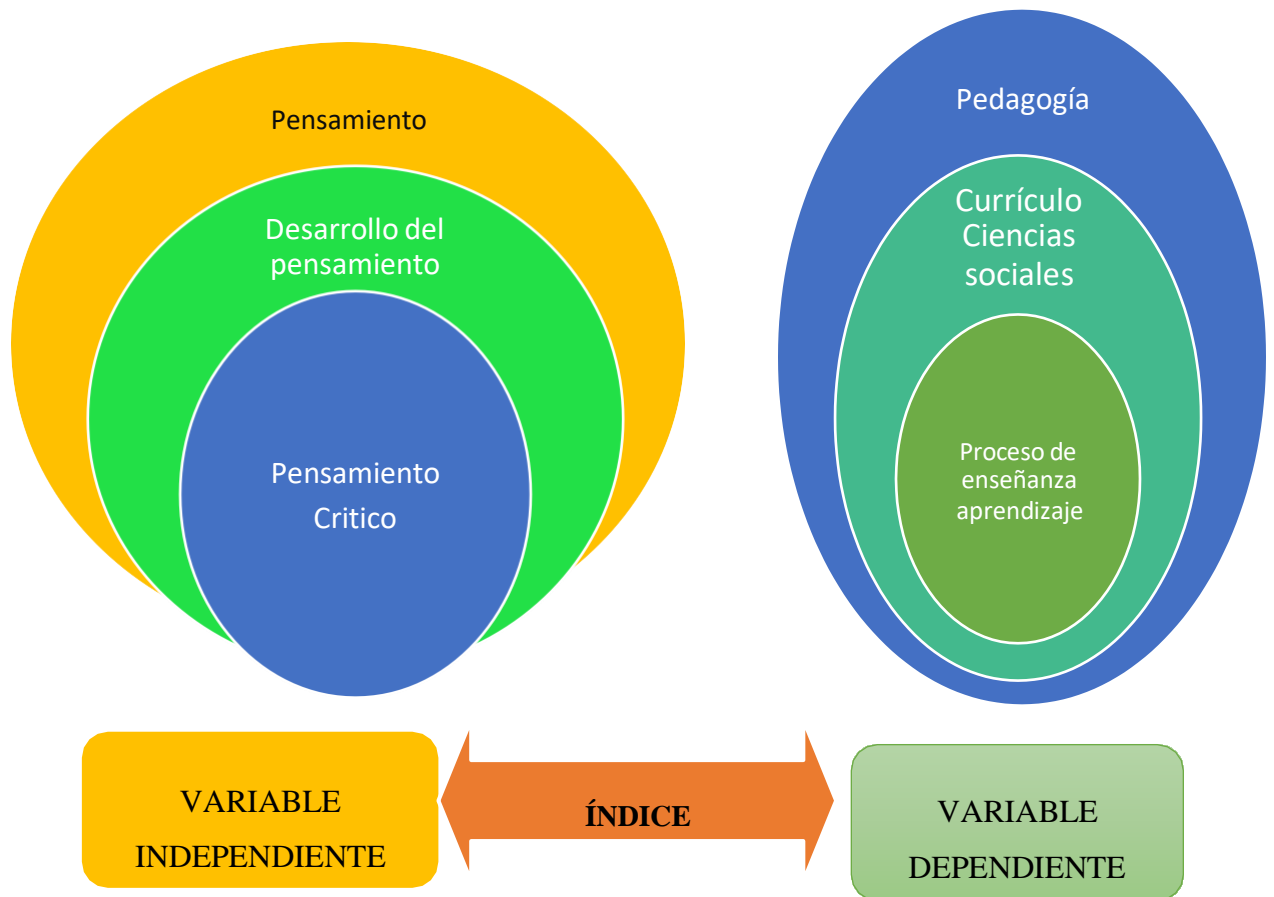 Pensamiento
Desarrollo del
pensamiento
Pensamiento
Critico
Pedagogía
Currículo
Ciencias
sociales
Proceso de
enseñanza
aprendizaje
VARIABLE
INDEPENDIENTE
ÍNDICE
VARIABLE
DEPENDIENTE